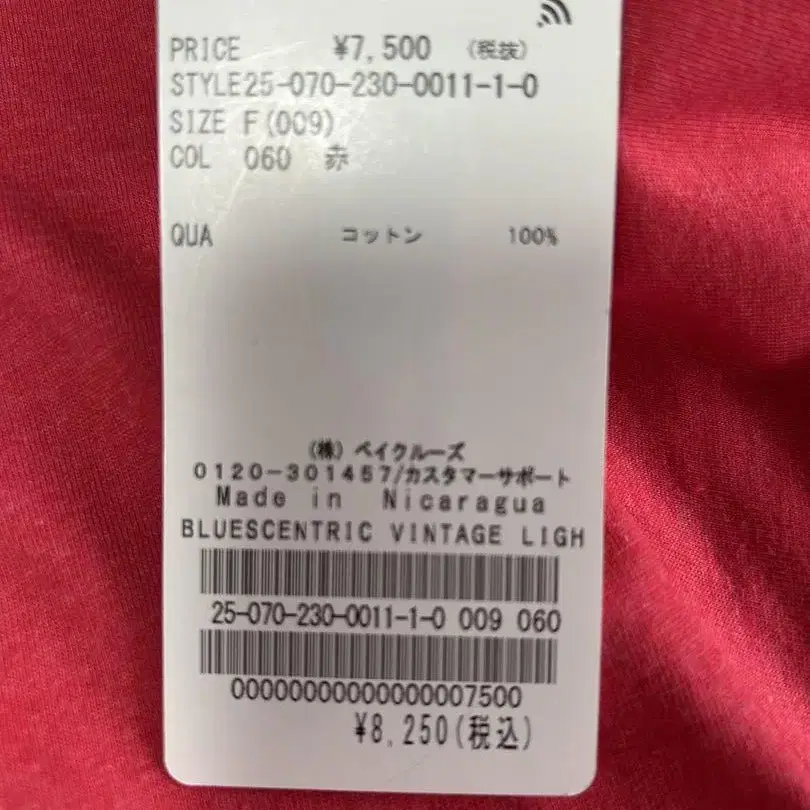 PRICE ¥7,500 (税抜)
STYLE25-070-230-0011-1-0
SIZE F(009)
COL 060 赤
QUA コットン 100%
(株) ベイクルーズ
0120-301457/カスタマーサポート
Made in Nicaragua
BLUESCENTRIC VINTAGE LIGH
25-070-230-0011-1-0 009 060
00000000000000007500
¥8,250(税込)